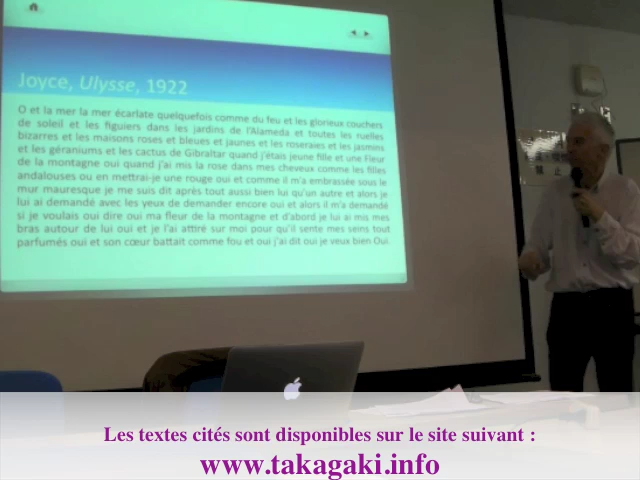 Joyce, Ulysse, 1922
O et la mer la mer écarlate quelquefois comme du feu et les glorieux couchers
de soleil et les figuiers dans les jardins de l'Alameda et toutes les ruelles
bizarres et les maisons roses et bleues et jaunes et les roseraies et les jasmins
et les géraniums et les cactus de Gibraltar quand j'étais jeune fille et une Fleur
de la montagne oui quand j'ai mis la rose dans mes cheveux comme les filles
andalouses ou en mettrai-je une rouge oui et comme il m'a embrassée sous le
mur mauresque je me suis dit après tout aussi bien lui qu'un autre et alors je
lui ai demandé avec les yeux de demander encore oui et alors il m'a demandé
si je voulais oui dire oui ma fleur de la montagne et d'abord je lui ai mis mes
bras autour de lui oui et je l'ai attiré sur moi pour qu'il sente mes seins tout
parfumés oui et son cœur battait comme fou et oui j'ai dit oui je veux bien Oui.
Les textes cités sont disponibles sur le site suivant :
www.takagaki.info